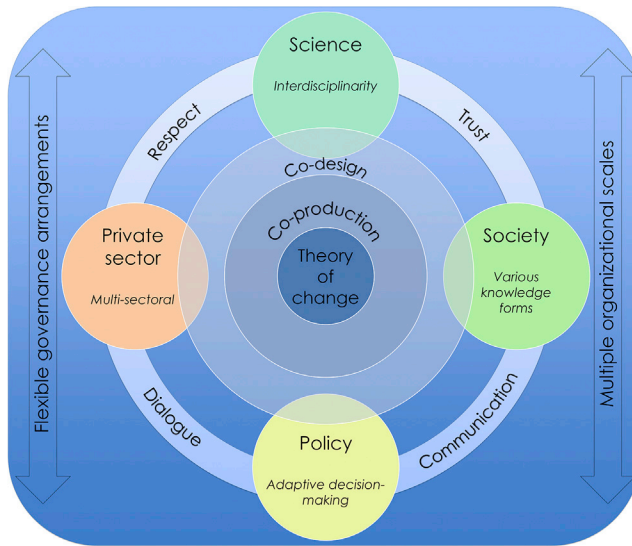 Science
Interdisciplinarity
Respect
Trust
Flexible governance arrangements
Multiple organizational scales
Co-design
Co-production
Theory
of
change
Private
sector
Multi-sectoral
Society
Various
knowledge
forms
Dialogue
Communication
Policy
Adaptive decision-
making